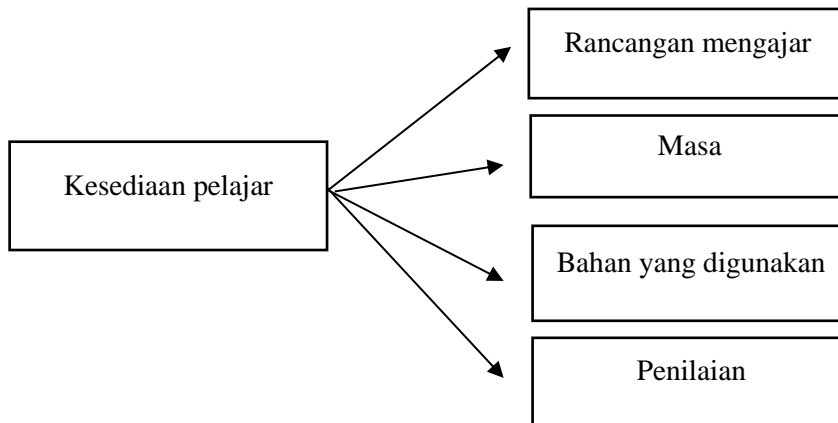 Rancangan mengajar
Masa
Kesediaan pelajar
Bahan yang digunakan
Penilaian